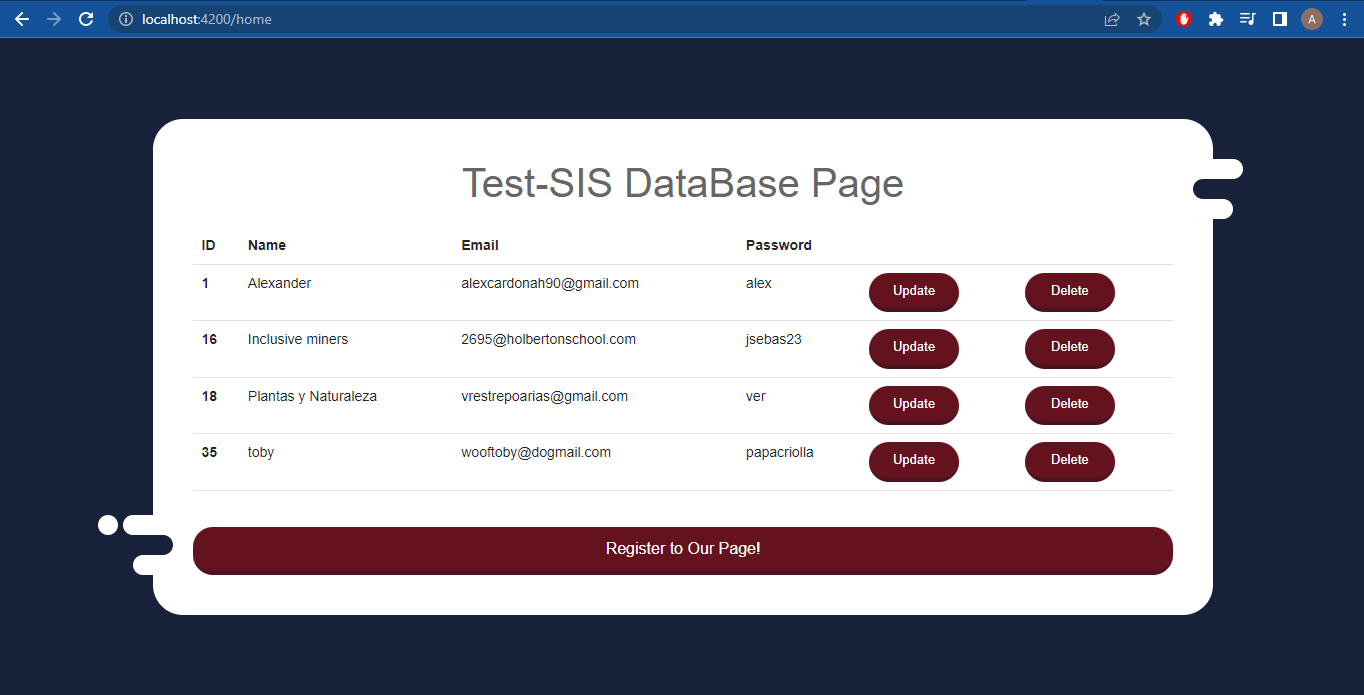 localhost:4200/home
A
Test-SIS DataBase Page
ID Name Email Password
1 Alexander alexcardonah90@gmail.com alex Update Delete
16 Inclusive miners 2695@holbertonschool.com jsebas23 Update Delete
18 Plantas y Naturaleza vrestrepoarias@gmail.com ver Update Delete
35 toby wooftoby@dogmail.com papacriolla Update Delete
Register to Our Page!